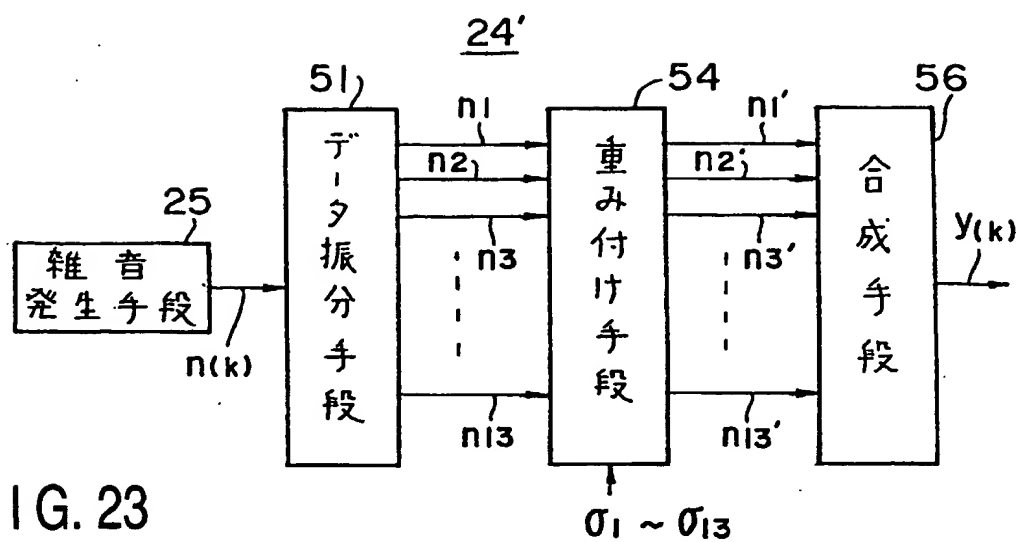 24'
51
54
56
n1
n1'
n2
n2'
n3
n3'
n13
n13'
25
雑音
発生手段
n(k)
データ振分手段
重み付け手段
合成手段
y(k)
σ1 ~ σ13
IG. 23